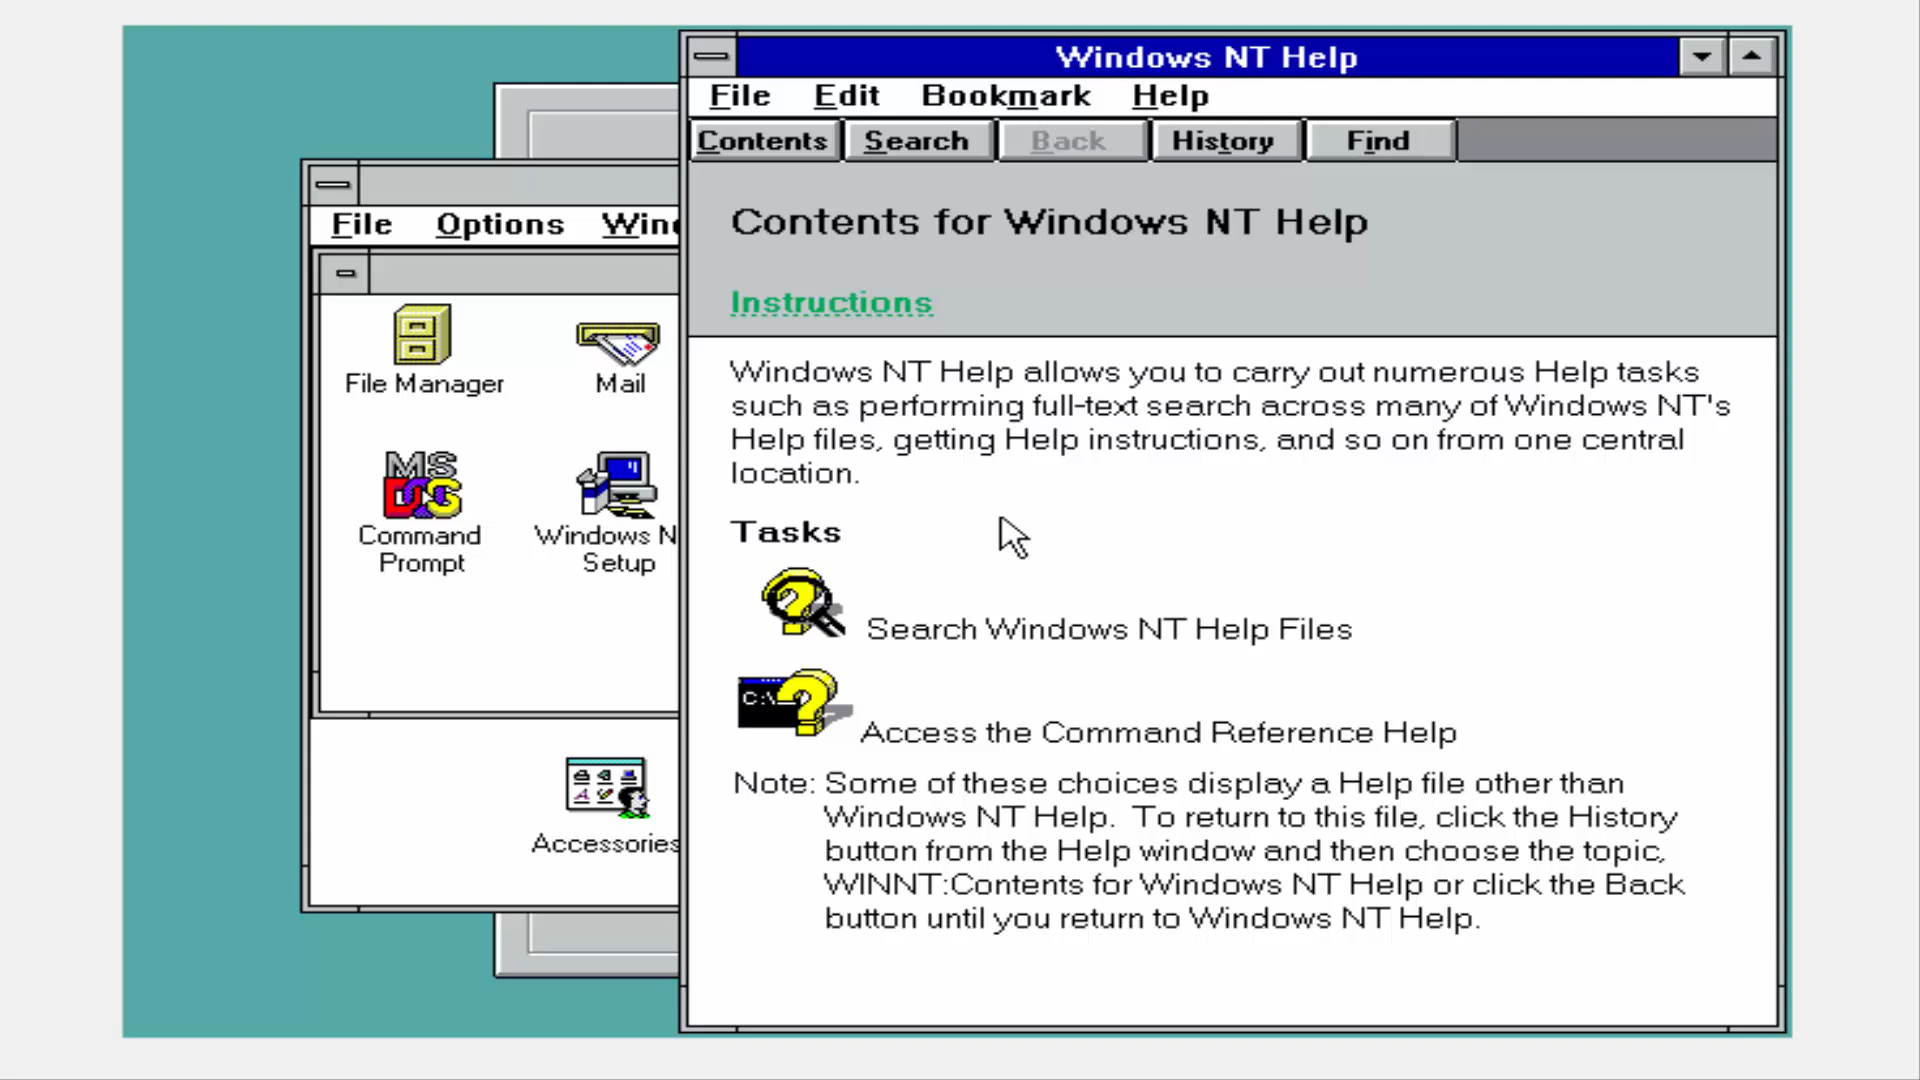 Windows NT Help
File Edit Bookmark Help
Contents Search Back History Find
Contents for Windows NT Help
Instructions
Windows NT Help allows you to carry out numerous Help tasks
such as performing full-text search across many of Windows NT's
Help files, getting Help instructions, and so on from one central
location.
Tasks
Search Windows NT Help Files
C:\
Access the Command Reference Help
Note: Some of these choices display a Help file other than
Windows NT Help. To return to this file, click the History
button from the Help window and then choose the topic,
WINNT:Contents for Windows NT Help or click the Back
button until you return to Windows NT Help.
File Options Wind
File Manager
Mail
MS
DOS
Command
Prompt
Windows N
Setup
Accessories